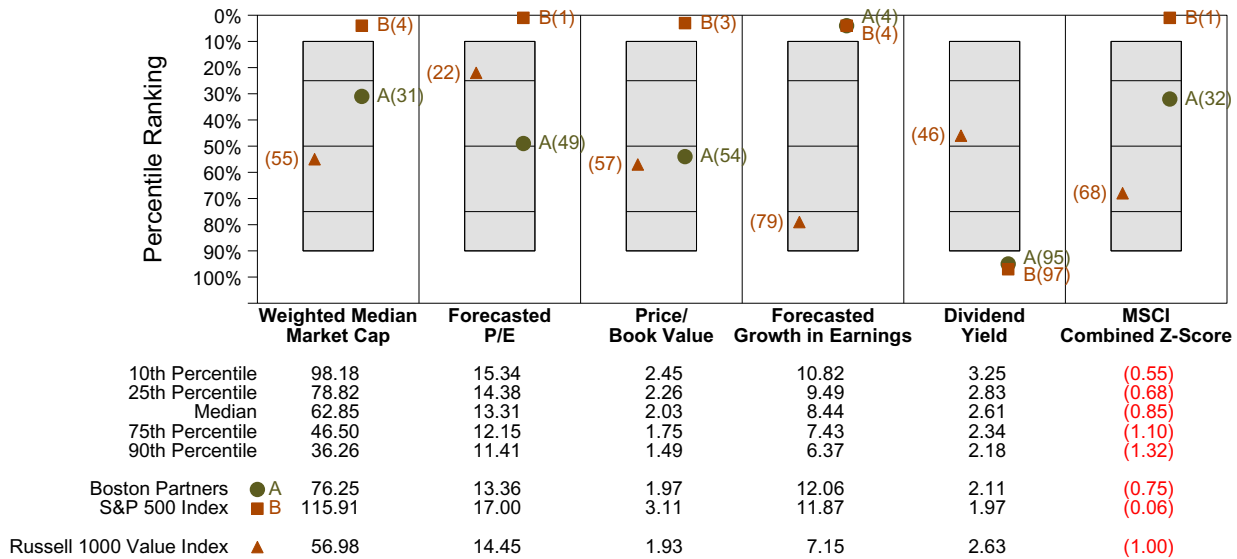 Percentile Ranking
0%
10%
20%
30%
40%
50%
60%
70%
80%
90%
100%
B(4)
A(31)
(55)
B(1)
(22)
A(49)
B(3)
A(54)
(57)
A(4)
B(4)
(79)
(46)
A(95)
B(97)
B(1)
A(32)
(68)
Weighted Median Market Cap
Forecasted P/E
Price/ Book Value
Forecasted Growth in Earnings
Dividend Yield
MSCI Combined Z-Score
10th Percentile 98.18 15.34 2.45 10.82 3.25 (0.55)
25th Percentile 78.82 14.38 2.26 9.49 2.83 (0.68)
Median 62.85 13.31 2.03 8.44 2.61 (0.85)
75th Percentile 46.50 12.15 1.75 7.43 2.34 (1.10)
90th Percentile 36.26 11.41 1.49 6.37 2.18 (1.32)
Boston Partners A 76.25 13.36 1.97 12.06 2.11 (0.75)
S&P 500 Index B 115.91 17.00 3.11 11.87 1.97 (0.06)
Russell 1000 Value Index 56.98 14.45 1.93 7.15 2.63 (1.00)